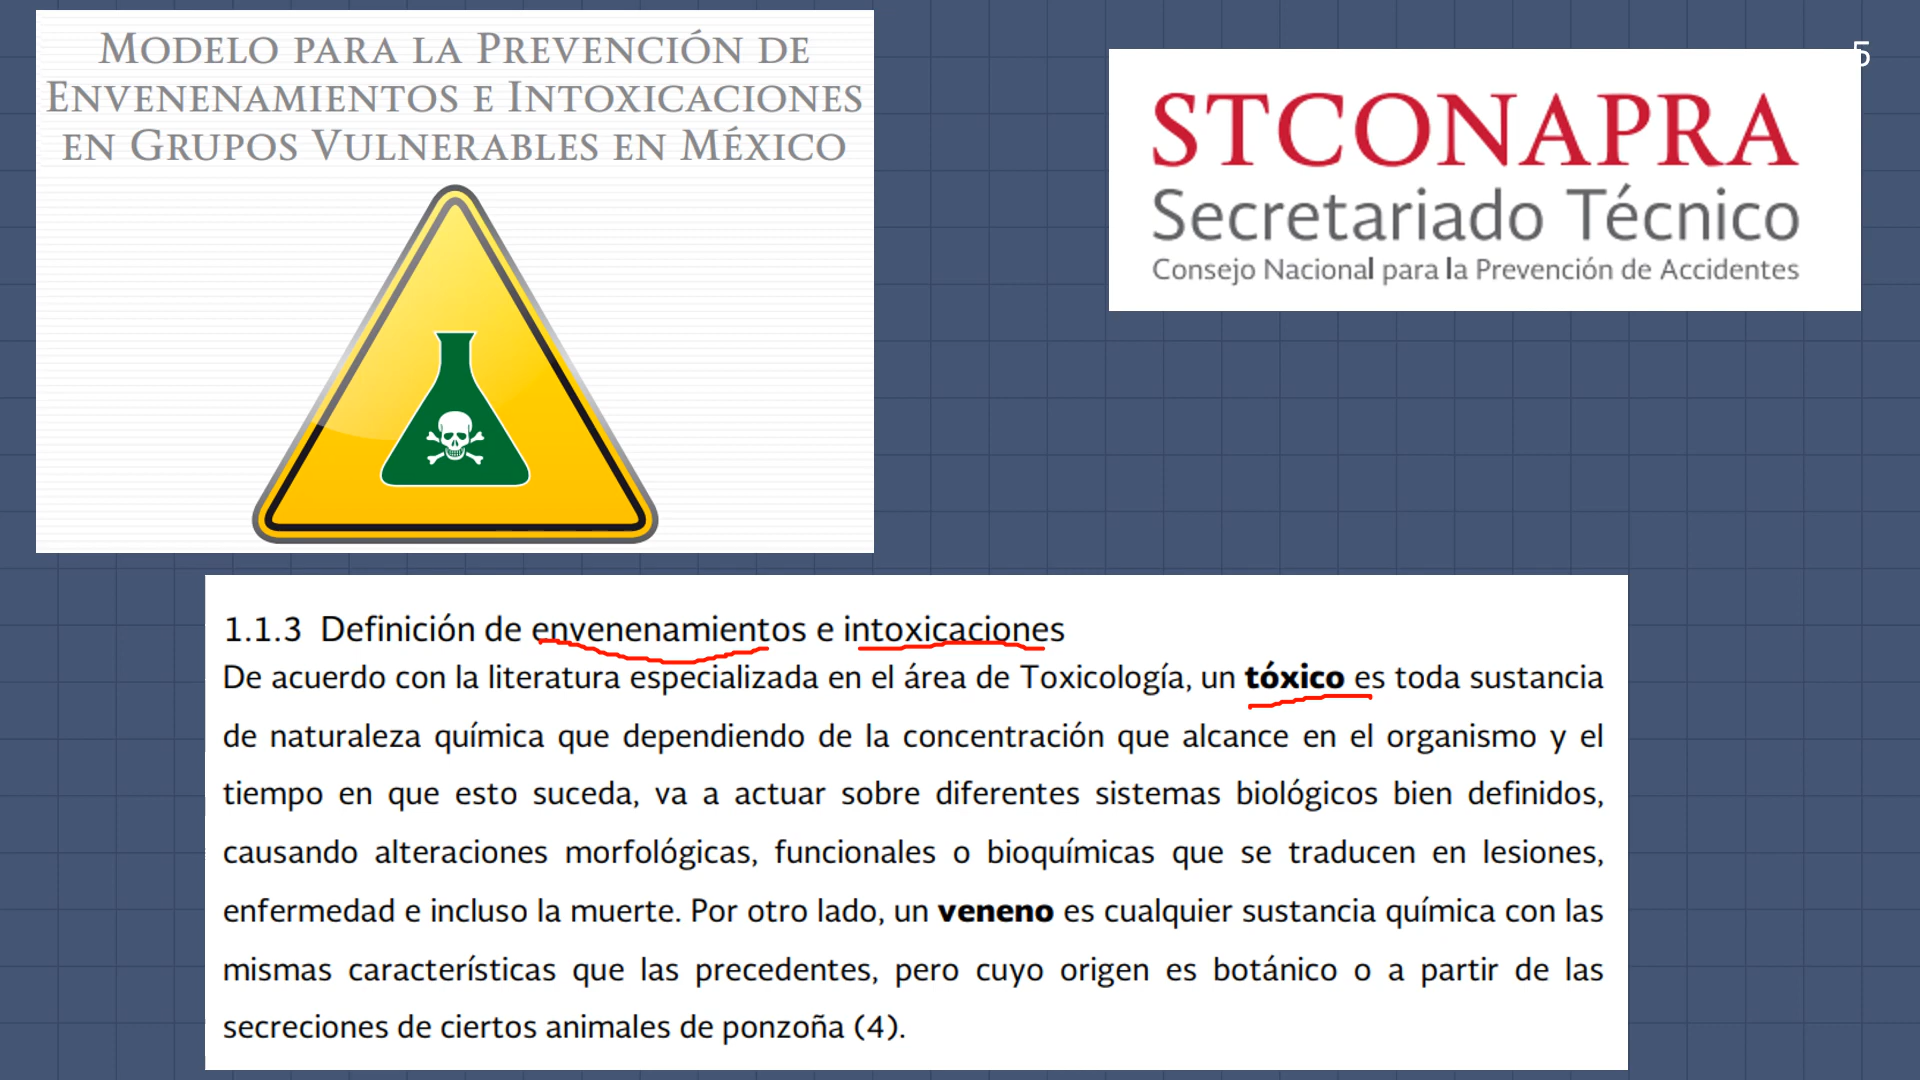 MODELO PARA LA PREVENCIÓN DE
ENVENENAMIENTOS E INTOXICACIONES
EN GRUPOS VULNERABLES EN MÉXICO
5
STCONAPRA
Secretariado Técnico
Consejo Nacional para la Prevención de Accidentes
1.1.3 Definición de envenenamientos e intoxicaciones
De acuerdo con la literatura especializada en el área de Toxicología, un tóxico es toda sustancia
de naturaleza química que dependiendo de la concentración que alcance en el organismo y el
tiempo en que esto suceda, va a actuar sobre diferentes sistemas biológicos bien definidos,
causando alteraciones morfológicas, funcionales o bioquímicas que se traducen en lesiones,
enfermedad e incluso la muerte. Por otro lado, un veneno es cualquier sustancia química con las
mismas características que las precedentes, pero cuyo origen es botánico o a partir de las
secreciones de ciertos animales de ponzoña (4).